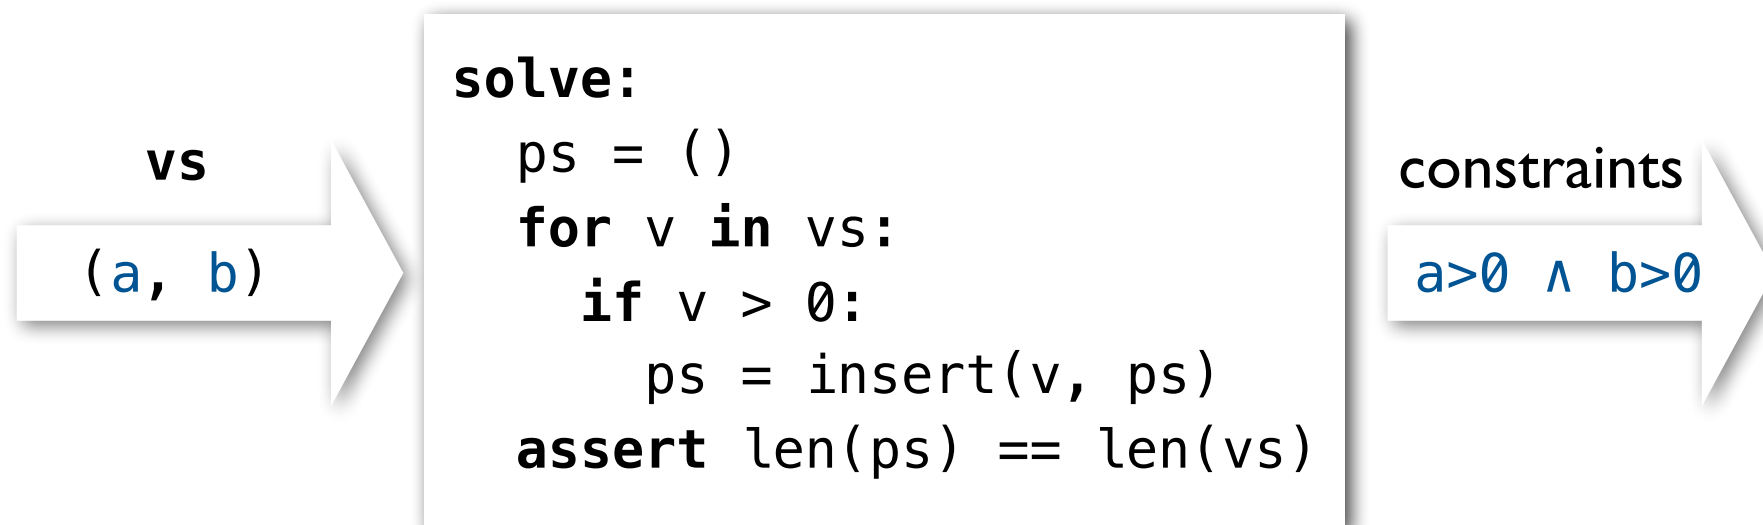 vs
(a, b)
solve:
  ps = ()
  for v in vs:
    if v > 0:
      ps = insert(v, ps)
  assert len(ps) == len(vs)
constraints
a>0 ∧ b>0